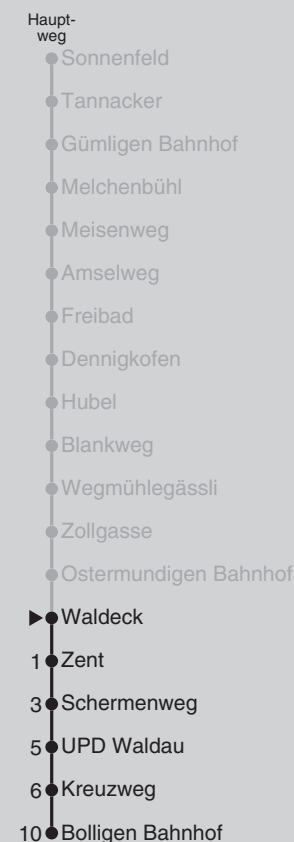 Haupt-
weg
Sonnenfeld
Tannacker
Gümligen Bahnhof
Melchenbühl
Meisenweg
Amselweg
Freibad
Dennigkofen
Hubel
Blankweg
Wegmühlegässli
Zollgasse
Ostermundigen Bahnhof
Waldeck
1 Zent
3 Schermenweg
5 UPD Waldau
6 Kreuzweg
10 Bolligen Bahnhof